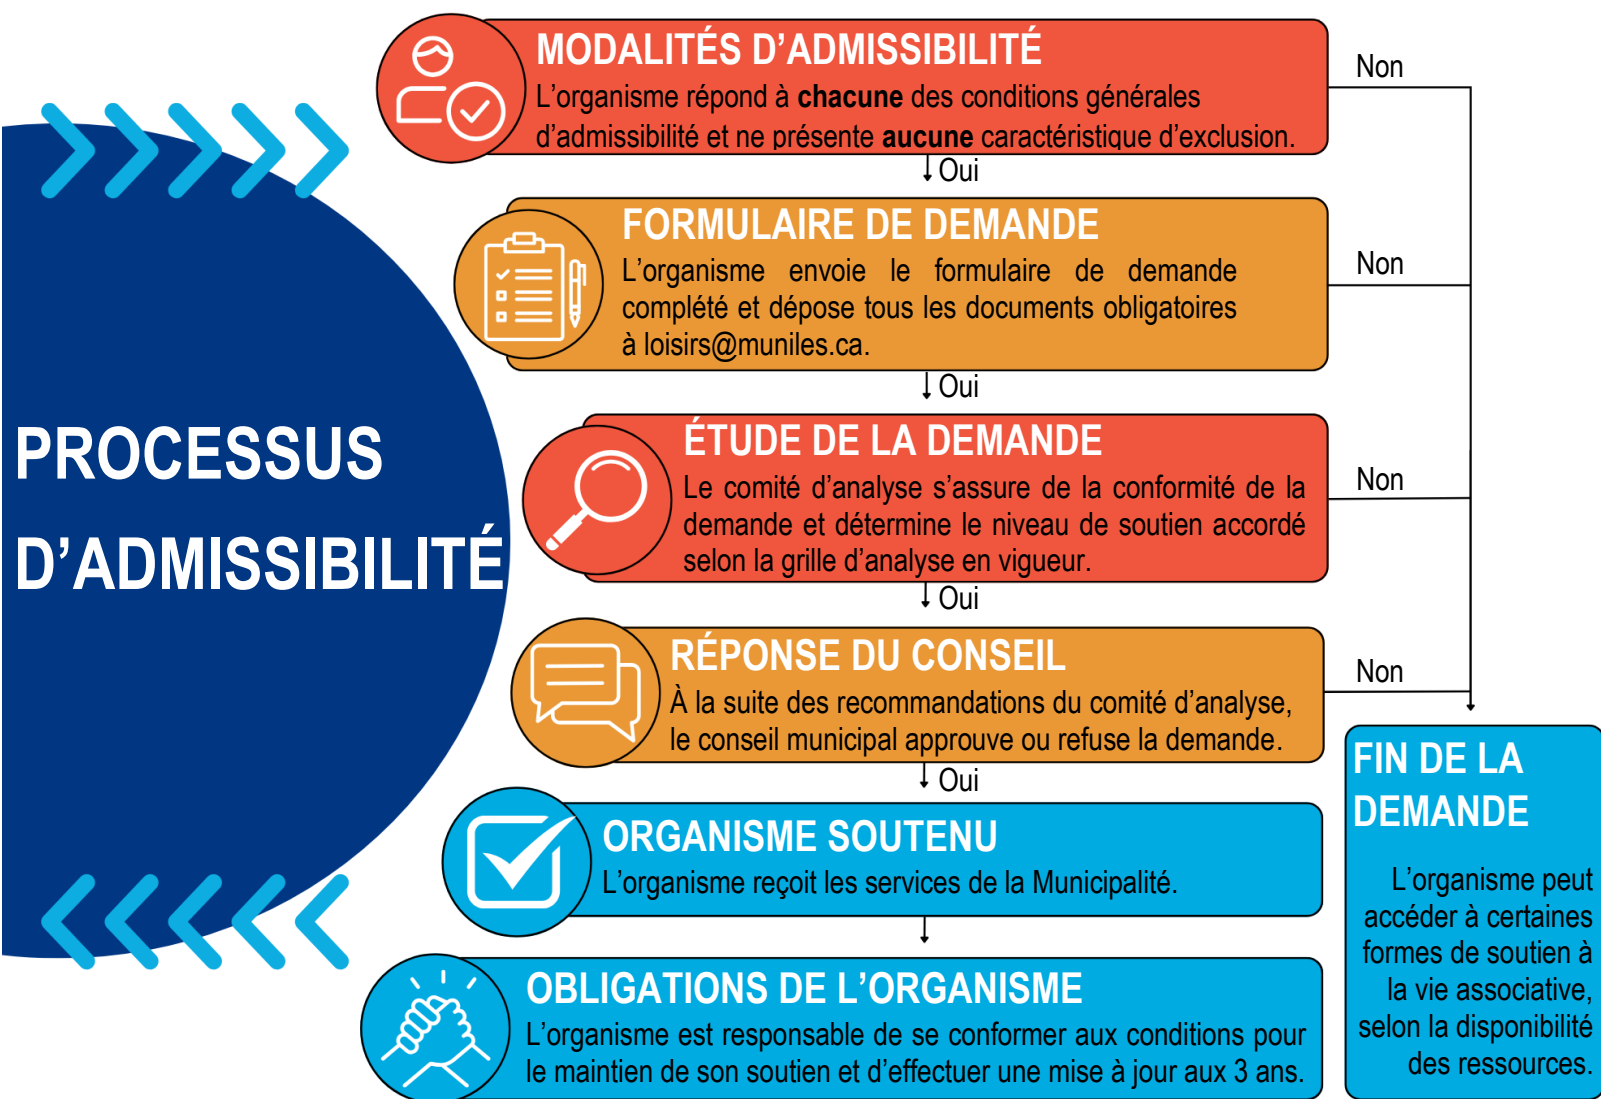 PROCESSUS
D’ADMISSIBILITÉ
MODALITÉS D’ADMISSIBILITÉ
L’organisme répond à chacune des conditions générales
d’admissibilité et ne présente aucune caractéristique d’exclusion.
Non
Oui
FORMULAIRE DE DEMANDE
L’organisme envoie le formulaire de demande
complété et dépose tous les documents obligatoires
à loisirs@muniles.ca.
Non
Oui
ÉTUDE DE LA DEMANDE
Le comité d’analyse s’assure de la conformité de la
demande et détermine le niveau de soutien accordé
selon la grille d’analyse en vigueur.
Non
Oui
RÉPONSE DU CONSEIL
À la suite des recommandations du comité d’analyse,
le conseil municipal approuve ou refuse la demande.
Non
Oui
ORGANISME SOUTENU
L’organisme reçoit les services de la Municipalité.
OBLIGATIONS DE L’ORGANISME
L’organisme est responsable de se conformer aux conditions pour
le maintien de son soutien et d’effectuer une mise à jour aux 3 ans.
FIN DE LA
DEMANDE
L’organisme peut
accéder à certaines
formes de soutien à
la vie associative,
selon la disponibilité
des ressources.